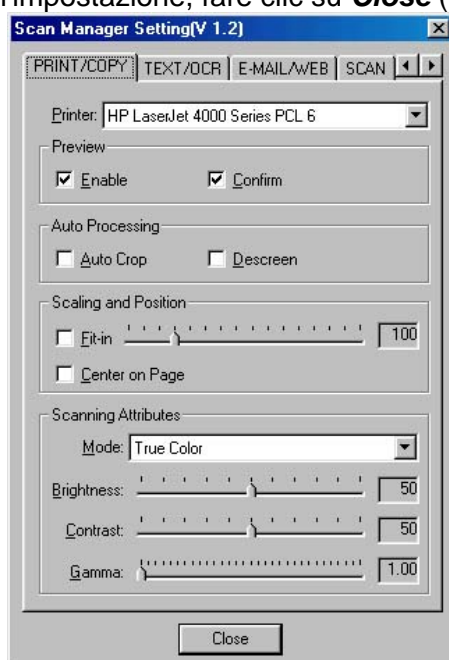 l'impostazione, fare clic su Close (
Scan Manager Setting(V 1.2)
PRINT/COPY TEXT/OCR E-MAIL/WEB SCAN
Printer: HP LaserJet 4000 Series PCL 6
Preview
Enable Confirm
Auto Processing
Auto Crop Descreen
Scaling and Position
Fit-in 100
Center on Page
Scanning Attributes
Mode: True Color
Brightness: 50
Contrast: 50
Gamma: 1.00
Close